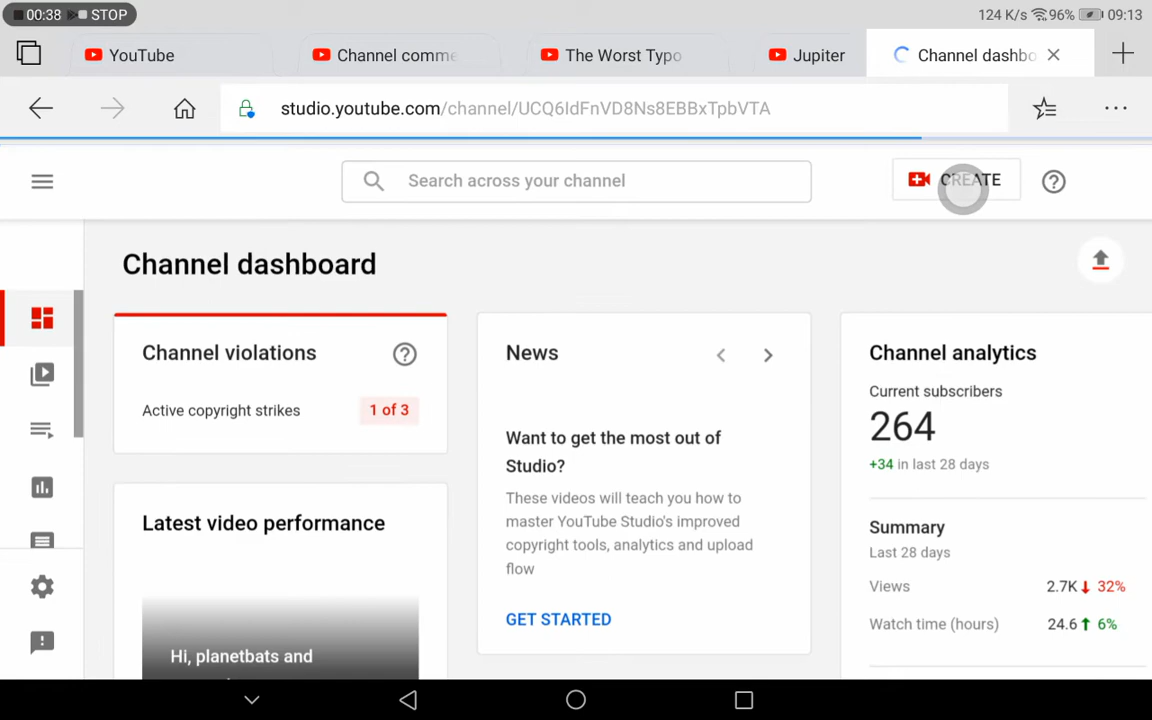 00:38 STOP
124 K/s 96% 09:13
YouTube
Channel comme
The Worst Typo
Jupiter
Channel dashbo
studio.youtube.com/channel/UCQ6IdFnVD8Ns8EBBxTpbVTA
Search across your channel
CREATE
Channel dashboard
Channel violations
Active copyright strikes 1 of 3
Latest video performance
Hi, planetbats and
News
Want to get the most out of
Studio?
These videos will teach you how to
master YouTube Studio's improved
copyright tools, analytics and upload
flow
GET STARTED
Channel analytics
Current subscribers
264
+34 in last 28 days
Summary
Last 28 days
Views 2.7K 32%
Watch time (hours) 24.6 6%